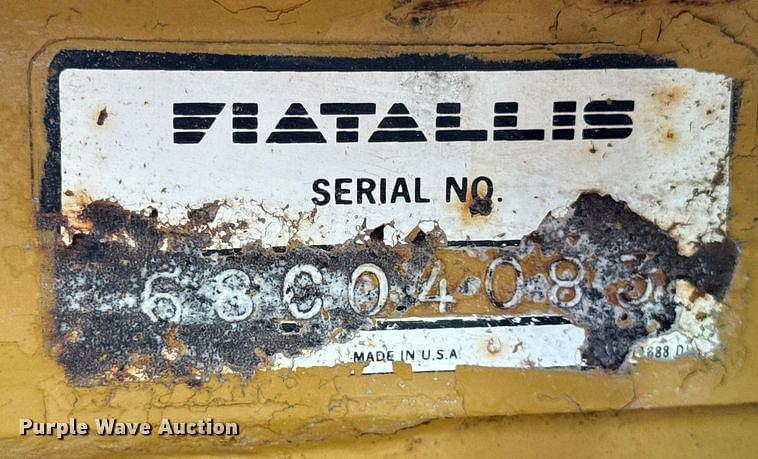 FIATALLIS
SERIAL NO.
68C04083
MADE IN U.S.A.
Purple Wave Auction